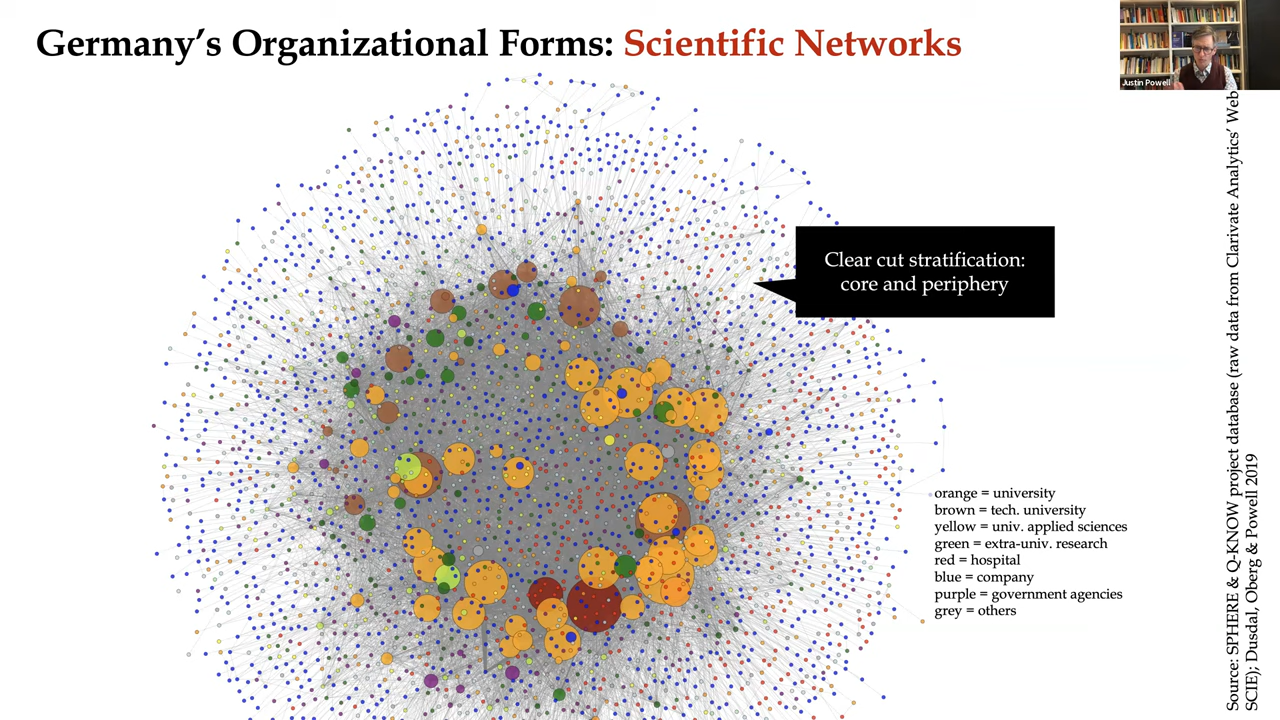 Germany's Organizational Forms: Scientific Networks
Justin Powell
Clear cut stratification:
core and periphery
orange = university
brown = tech. university
yellow = univ. applied sciences
green = extra-univ. research
red = hospital
blue = company
purple = government agencies
grey = others
Source: SPHERE & Q-KNOW project database (raw data from Clarivate Analytics' Web
SCIE); Dusdal, Oberg & Powell 2019